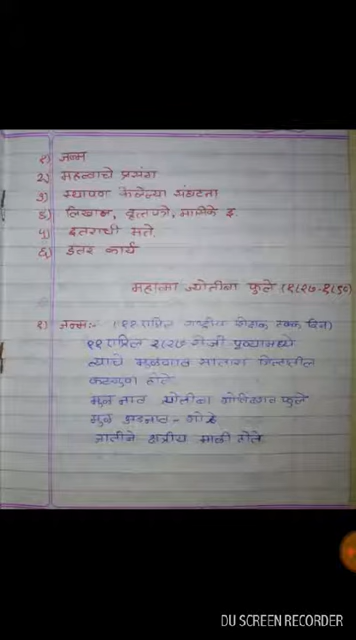 १) जन्म
२) महत्वाचे प्रसंग
३) स्थापण केलेल्या संघटना
४) लिखाण, वृत्तपत्रे, मासिके इ.
५) इतरांची मते.
६) इतर कार्य
महात्मा ज्योतीबा फुले (१८२७-१८९०)
१) जन्म:- (११ एप्रिल राष्ट्रीय शिक्षक हक्क दिन)
११ एप्रिल १८२७ रोजी पुण्यामध्ये
त्यांचे मुळगाव सातारा जिल्ह्यातील
कटगुण होते
मुळ नाव ज्योतीबा गोविंदराव फुले
मुळ आडनाव - गोरे
जातीने क्षत्रीय माळी होते
DU SCREEN RECORDER